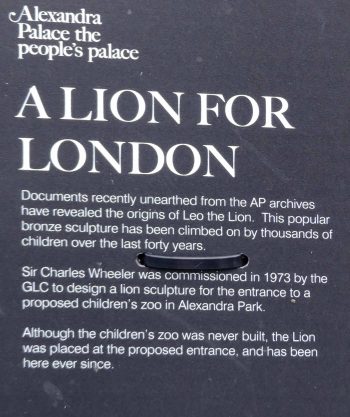 Alexandra
Palace the
people's palace
A LION FOR
LONDON
Documents recently unearthed from the AP archives
have revealed the origins of Leo the Lion. This popular
bronze sculpture has been climbed on by thousands of
children over the last forty years.
Sir Charles Wheeler was commissioned in 1973 by the
GLC to design a lion sculpture for the entrance to a
proposed children's zoo in Alexandra Park.
Although the children's zoo was never built, the Lion
was placed at the proposed entrance, and has been
here ever since.